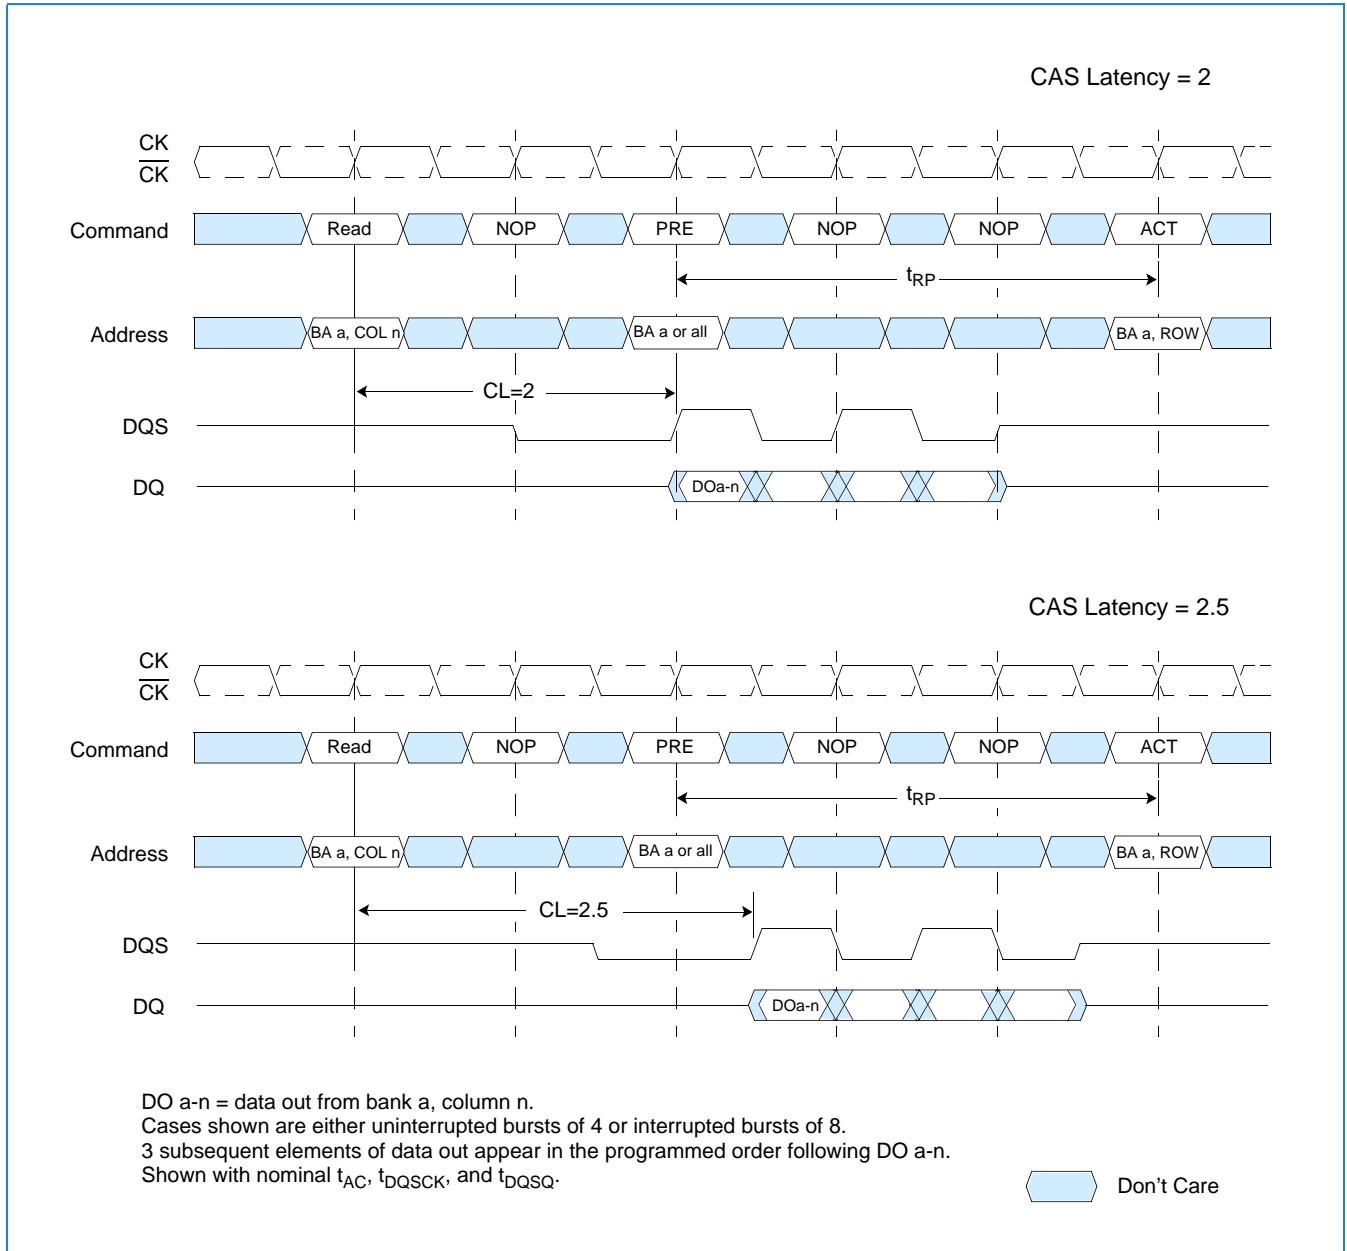 CAS Latency = 2
CK
CK
Command Read NOP PRE NOP NOP ACT
tRP
Address BA a, COL n BA a or all BA a, ROW
CL=2
DQS
DQ DOa-n
CAS Latency = 2.5
CK
CK
Command Read NOP PRE NOP NOP ACT
tRP
Address BA a, COL n BA a or all BA a, ROW
CL=2.5
DQS
DQ DOa-n
DO a-n = data out from bank a, column n.
Cases shown are either uninterrupted bursts of 4 or interrupted bursts of 8.
3 subsequent elements of data out appear in the programmed order following DO a-n.
Shown with nominal tAC, tDQSCK, and tDQSQ.
Don't Care